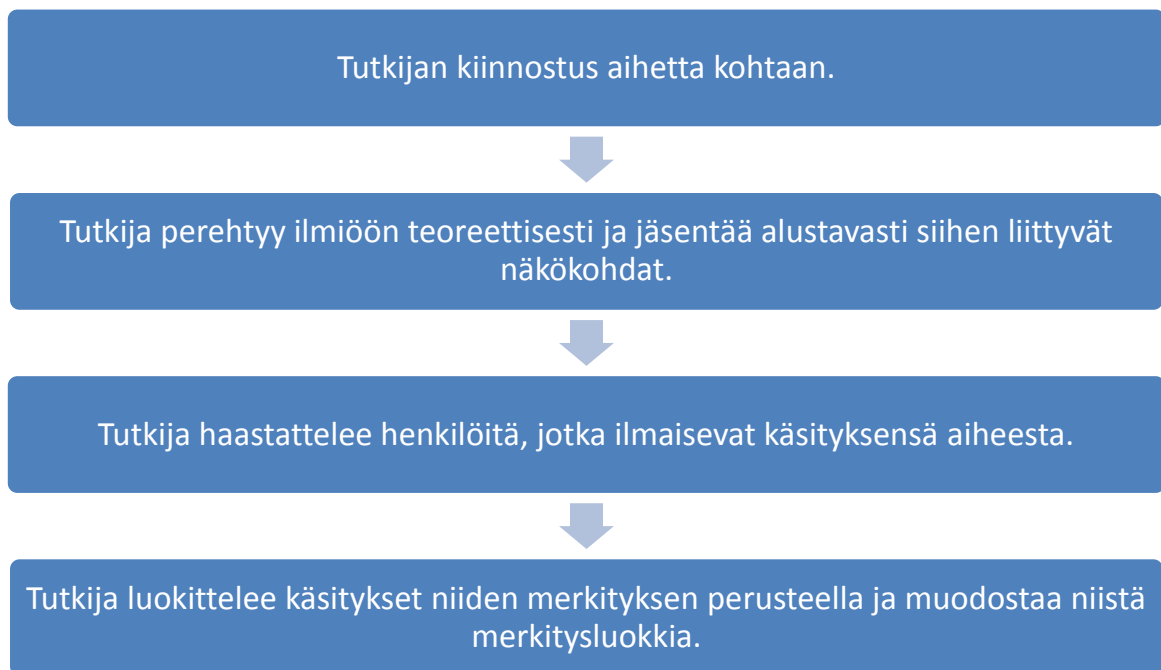 Tutkijan kiinnostus aihetta kohtaan.
Tutkija perehtyy ilmiöön teoreettisesti ja jäsentää alustavasti siihen liittyvät
näkökohdat.
Tutkija haastattelee henkilöitä, jotka ilmaisevat käsityksensä aiheesta.
Tutkija luokittelee käsitykset niiden merkityksen perusteella ja muodostaa niistä
merkitysluokkia.